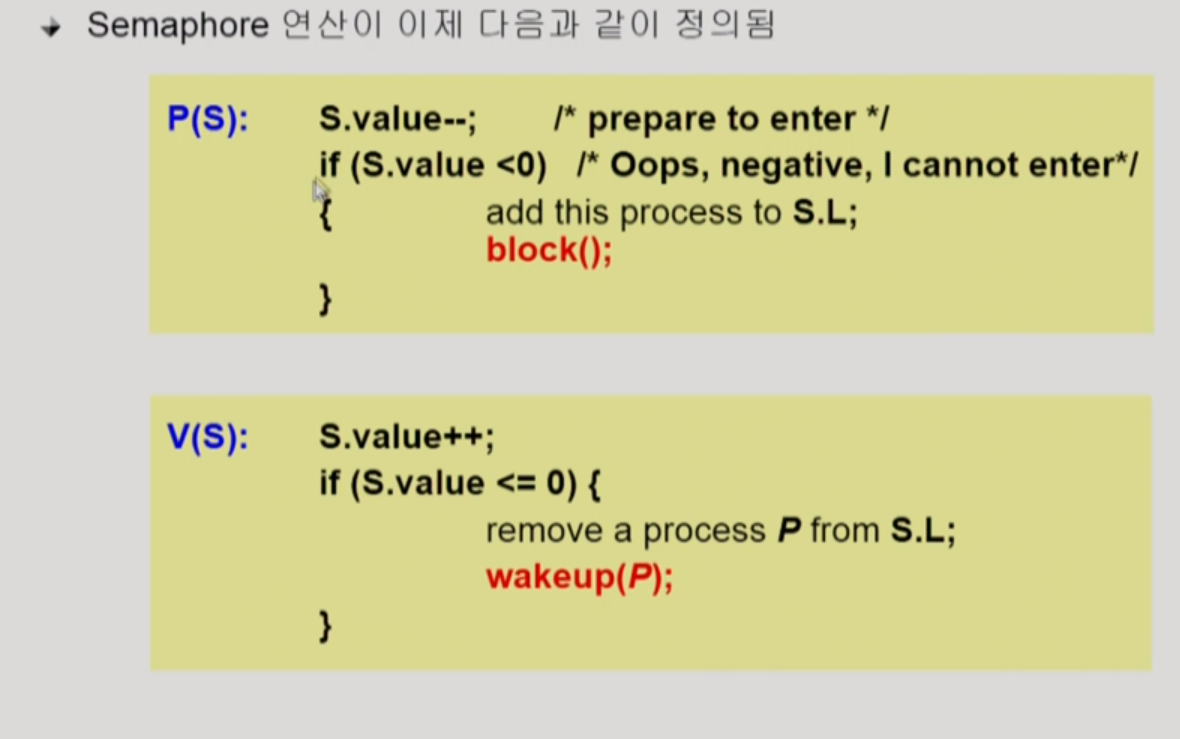 Semaphore 연산이 이제 다음과 같이 정의됨
P(S): S.value--; /* prepare to enter */
if (S.value <0) /* Oops, negative, I cannot enter*/
{ add this process to S.L;
block();
}
V(S): S.value++;
if (S.value <= 0) {
remove a process P from S.L;
wakeup(P);
}